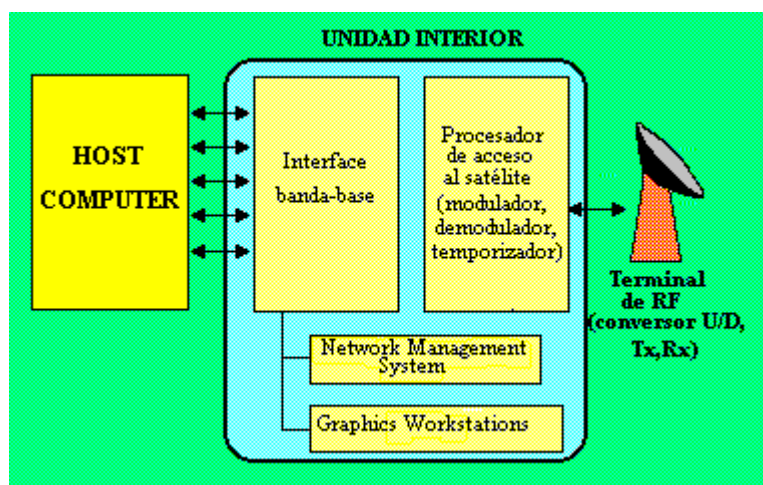 UNIDAD INTERIOR
HOST
COMPUTER
Interface
banda-base
Procesador
de acceso
al satélite
(modulador,
demodulador,
temporizador)
Terminal
de RF
(conversor U/D,
Tx,Rx)
Network Management
System
Graphics Workstations